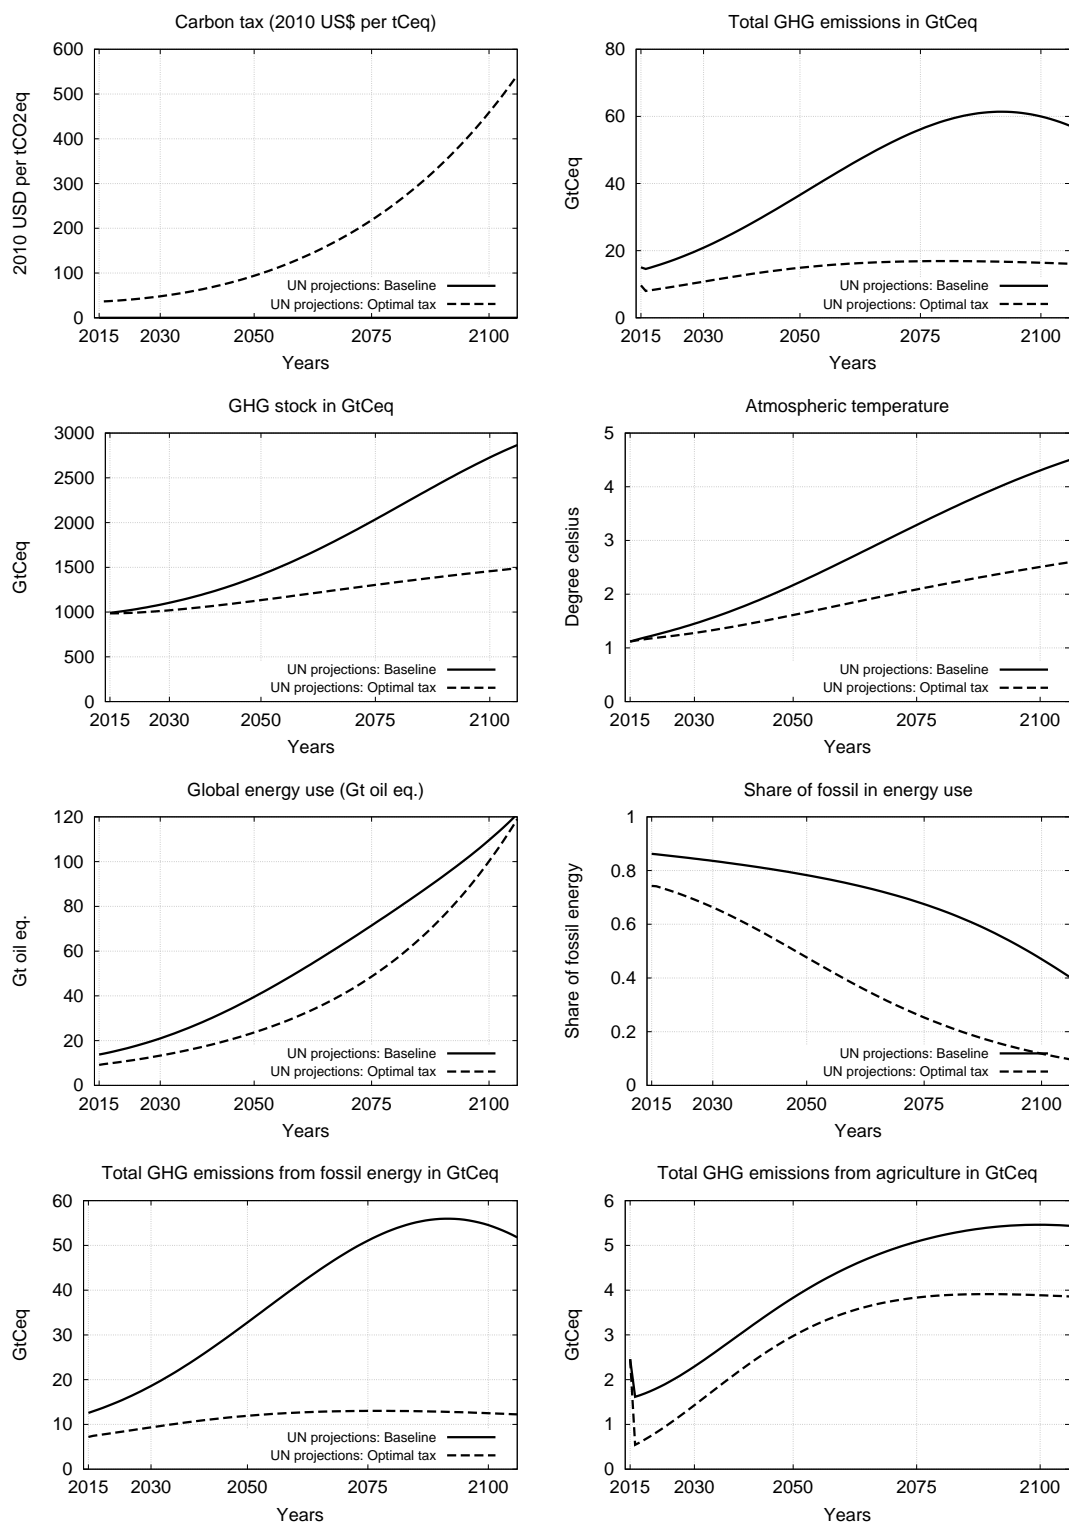 Carbon tax (2010 US$ per tCeq)
2010 USD per tCO2eq
600
500
400
300
200
100
0
UN projections: Baseline
UN projections: Optimal tax
2015 2030 2050 2075 2100
Years
Total GHG emissions in GtCeq
GtCeq
80
60
40
20
0
UN projections: Baseline
UN projections: Optimal tax
2015 2030 2050 2075 2100
Years
GHG stock in GtCeq
GtCeq
3000
2500
2000
1500
1000
500
0
UN projections: Baseline
UN projections: Optimal tax
2015 2030 2050 2075 2100
Years
Atmospheric temperature
Degree celsius
5
4
3
2
1
0
UN projections: Baseline
UN projections: Optimal tax
2015 2030 2050 2075 2100
Years
Global energy use (Gt oil eq.)
Gt oil eq.
120
100
80
60
40
20
0
UN projections: Baseline
UN projections: Optimal tax
2015 2030 2050 2075 2100
Years
Share of fossil in energy use
Share of fossil energy
1
0.8
0.6
0.4
0.2
0
UN projections: Baseline
UN projections: Optimal tax
2015 2030 2050 2075 2100
Years
Total GHG emissions from fossil energy in GtCeq
GtCeq
60
50
40
30
20
10
0
UN projections: Baseline
UN projections: Optimal tax
2015 2030 2050 2075 2100
Years
Total GHG emissions from agriculture in GtCeq
GtCeq
6
5
4
3
2
1
0
UN projections: Baseline
UN projections: Optimal tax
2015 2030 2050 2075 2100
Years